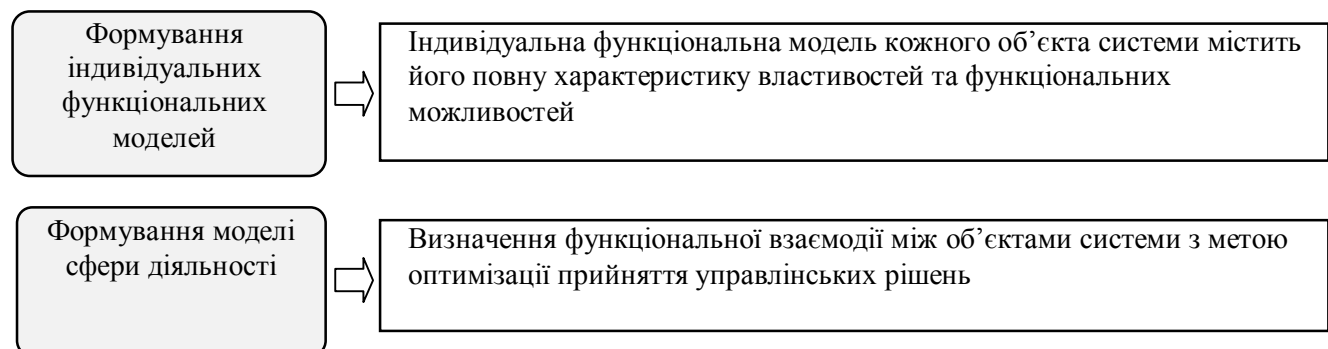 Формування
індивідуальних
функціональних
моделей
Індивідуальна функціональна модель кожного об’єкта системи містить
його повну характеристику властивостей та функціональних
можливостей
Формування моделі
сфери діяльності
Визначення функціональної взаємодії між об’єктами системи з метою
оптимізації прийняття управлінських рішень